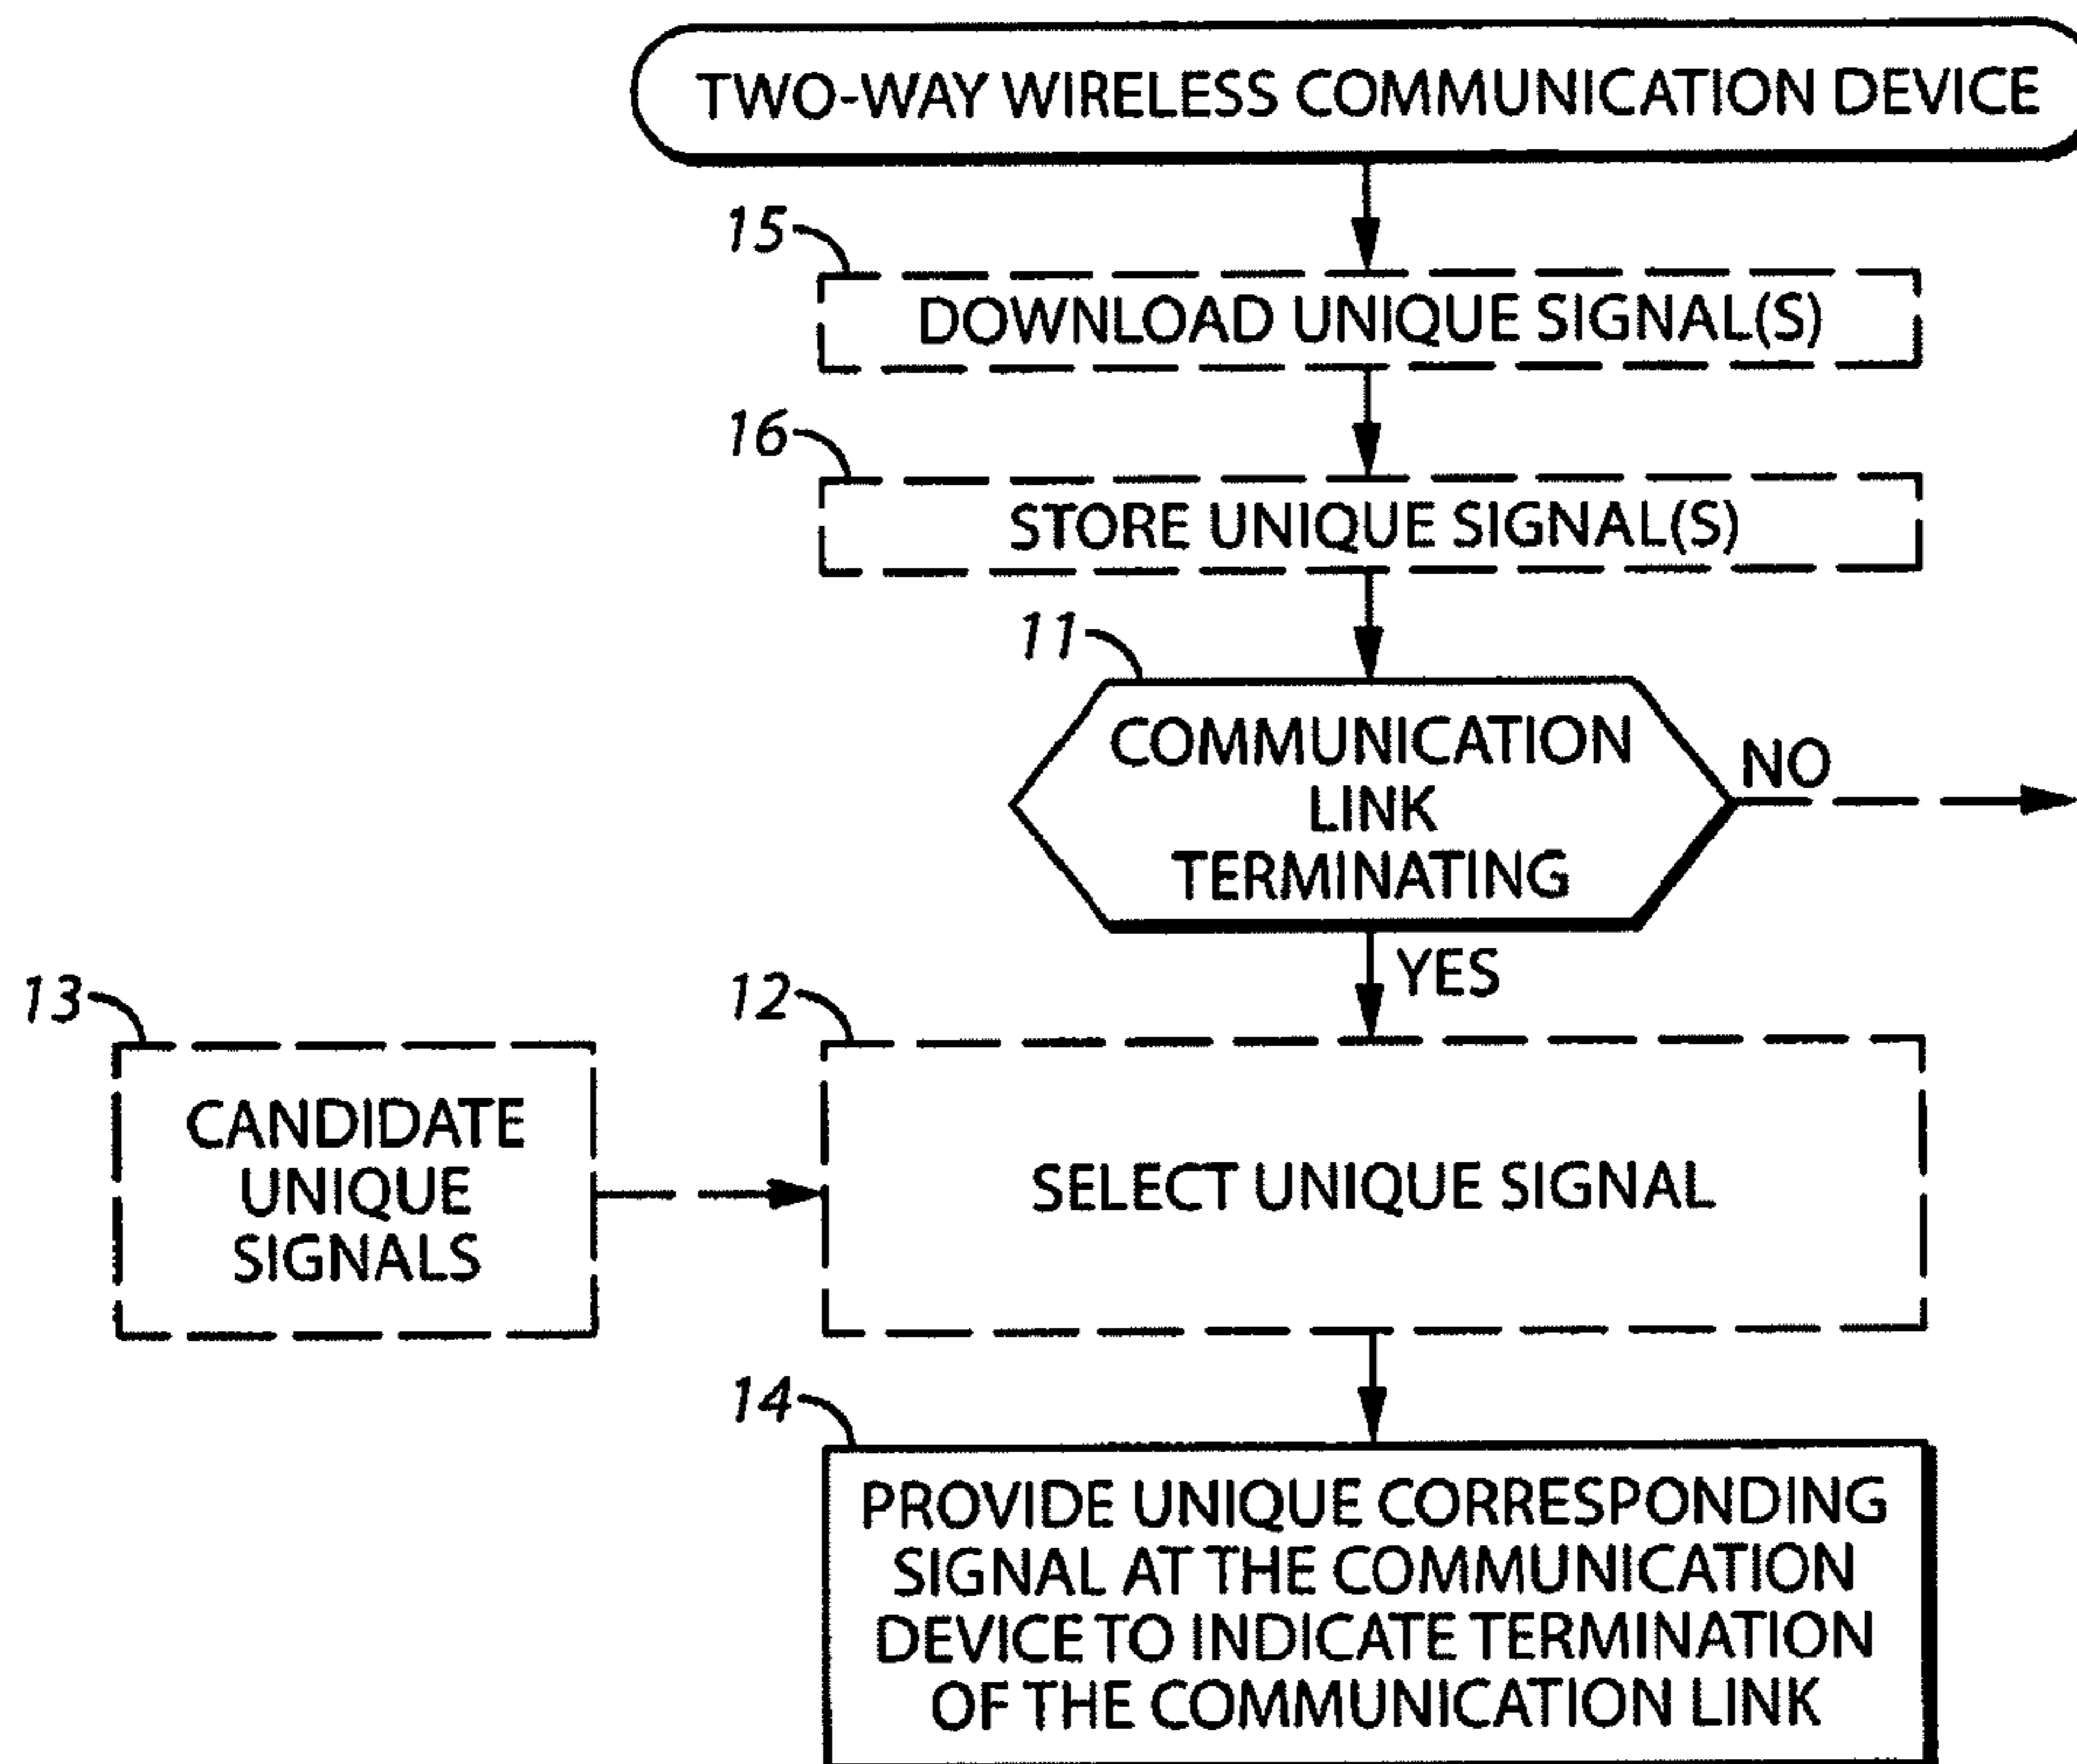 TWO-WAY WIRELESS COMMUNICATION DEVICE
15
DOWNLOAD UNIQUE SIGNAL(S)
16
STORE UNIQUE SIGNAL(S)
11
COMMUNICATION
LINK
TERMINATING
NO
YES
13
CANDIDATE
UNIQUE
SIGNALS
12
SELECT UNIQUE SIGNAL
14
PROVIDE UNIQUE CORRESPONDING
SIGNAL AT THE COMMUNICATION
DEVICE TO INDICATE TERMINATION
OF THE COMMUNICATION LINK